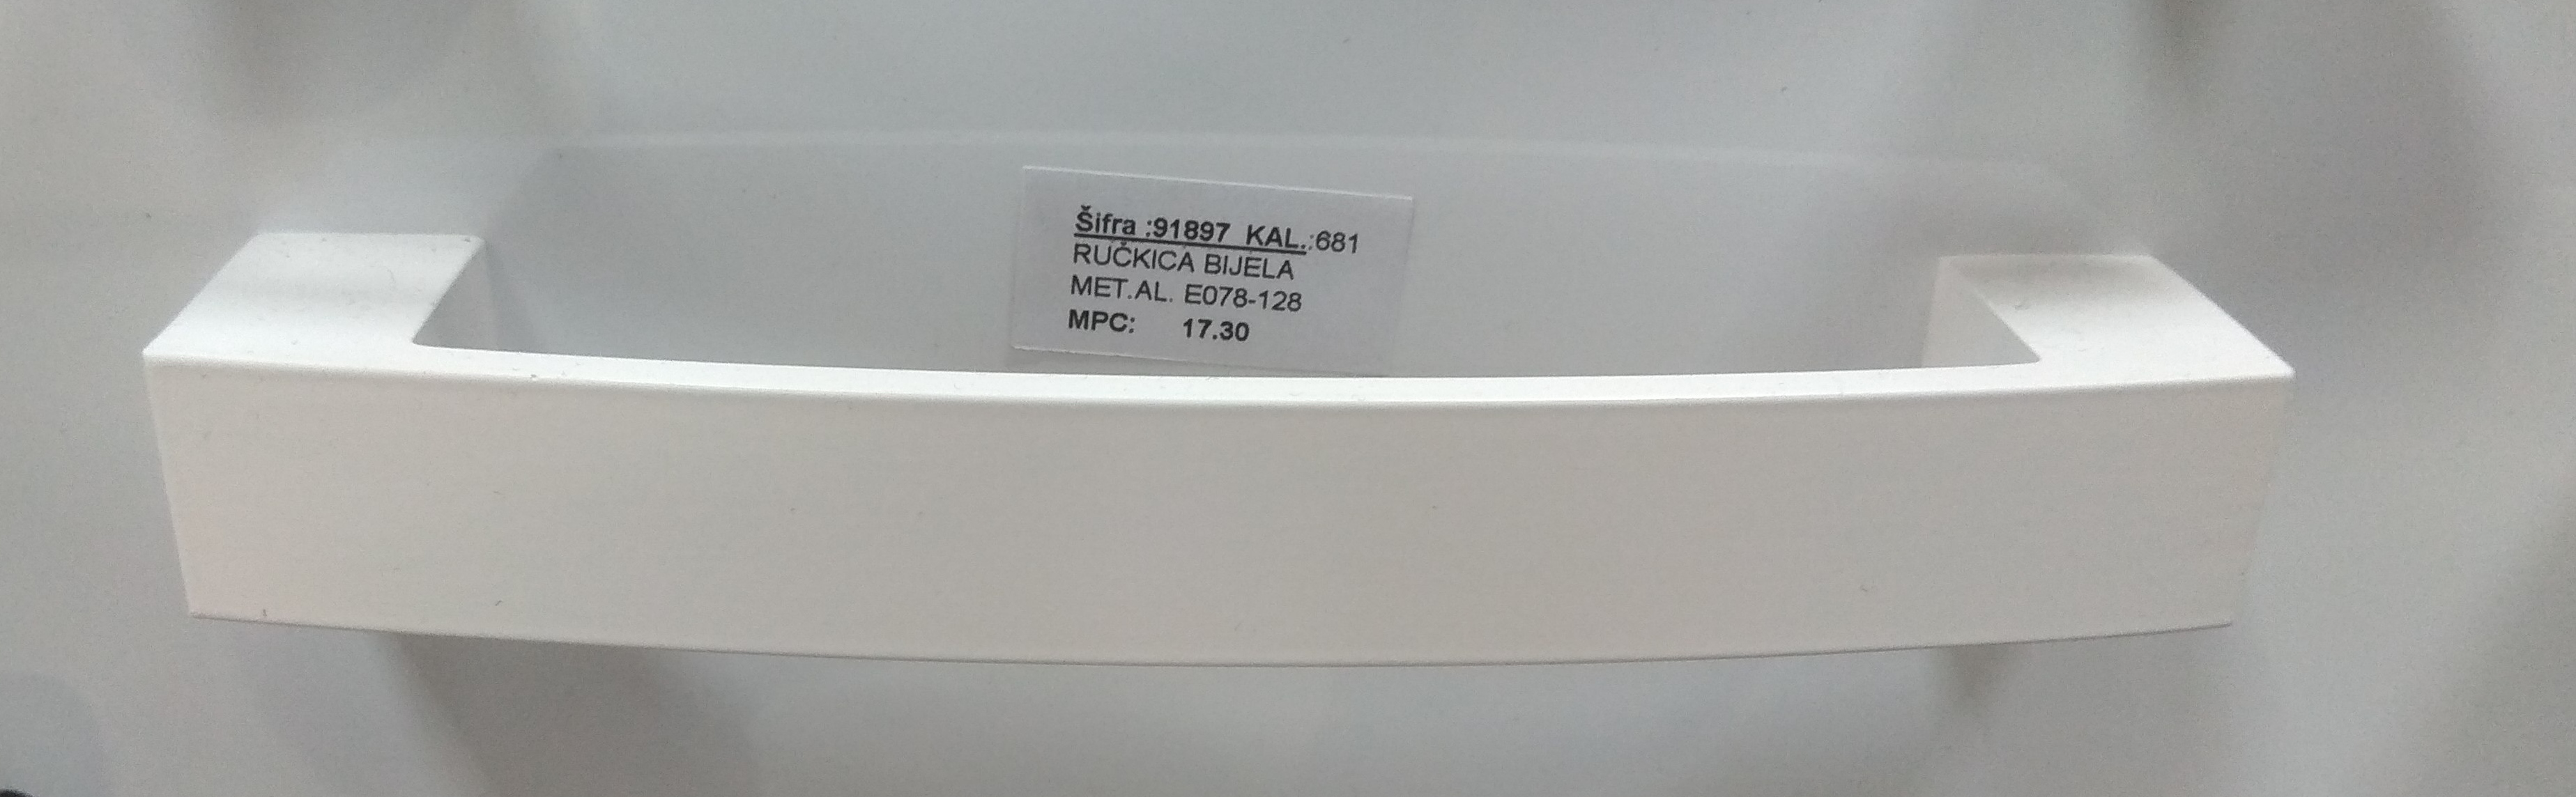 Šifra :91897 KAL.:681
RUČKICA BIJELA
MET.AL. E078-128
MPC: 17.30